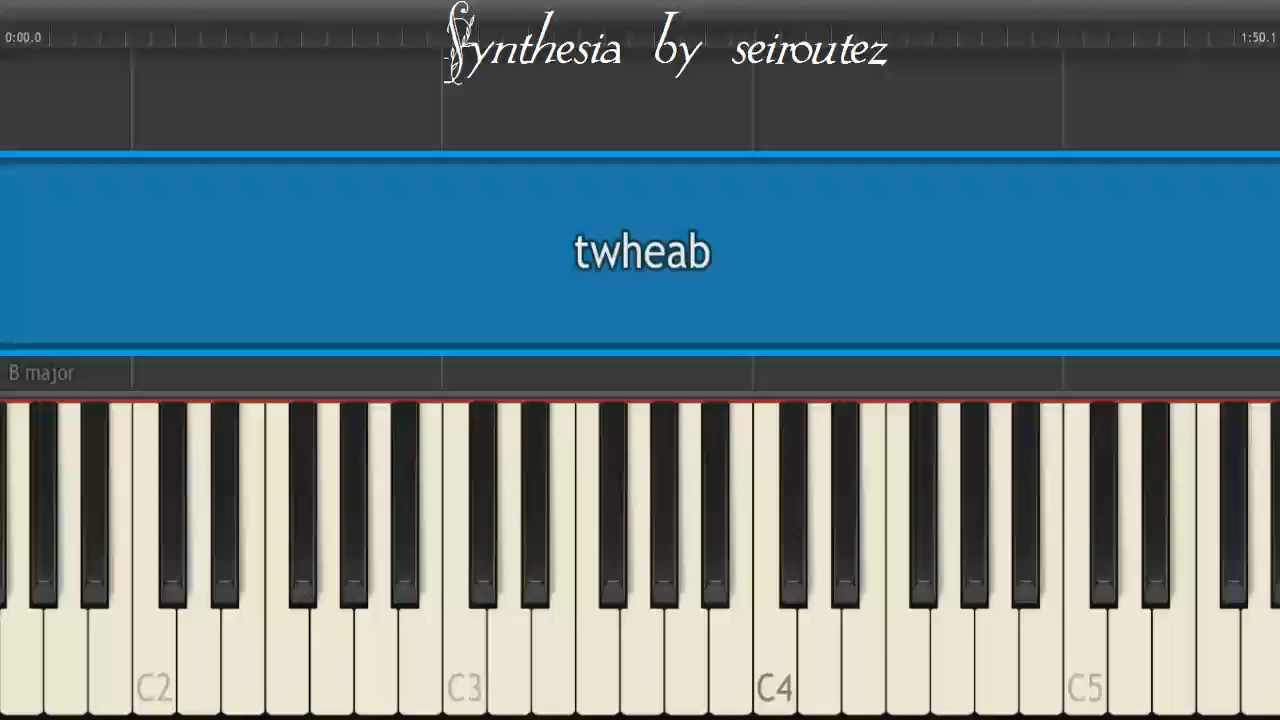 Synthesia by seiroutez
0:00.0 1:50.1
twheab
B major
C2 C3 C4 C5